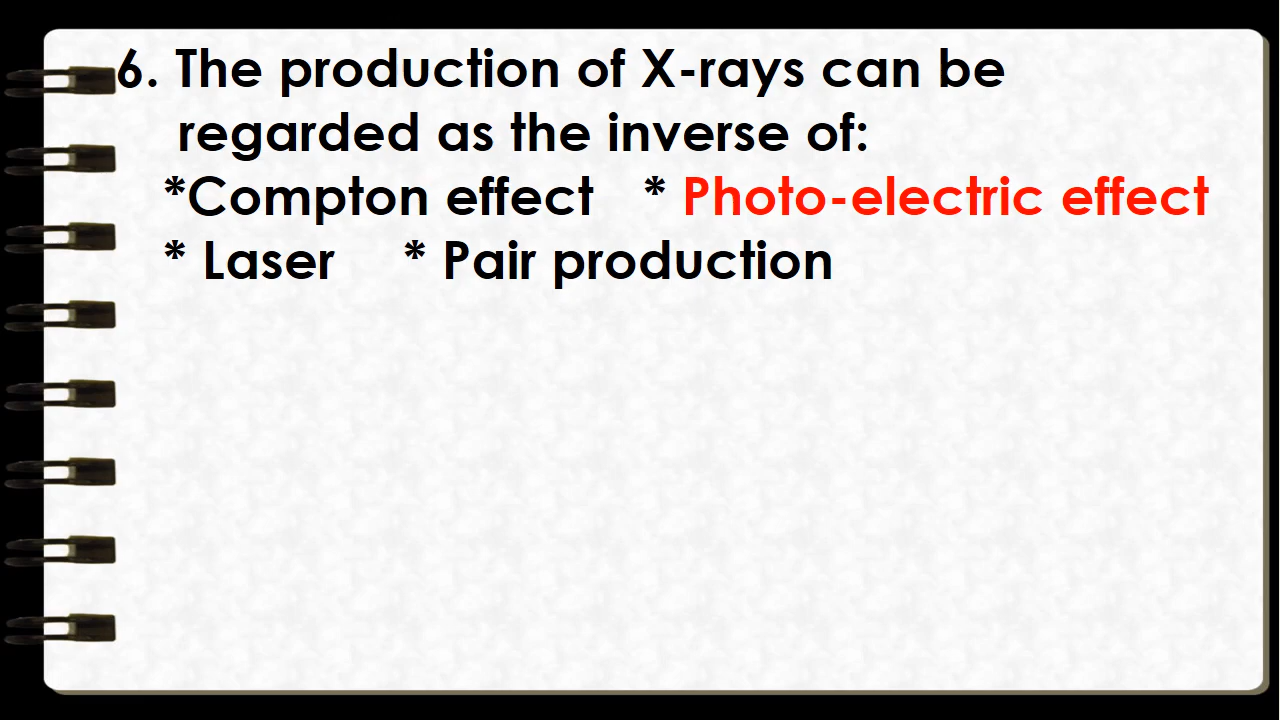 6. The production of X-rays can be
regarded as the inverse of:
*Compton effect * Photo-electric effect
* Laser * Pair production